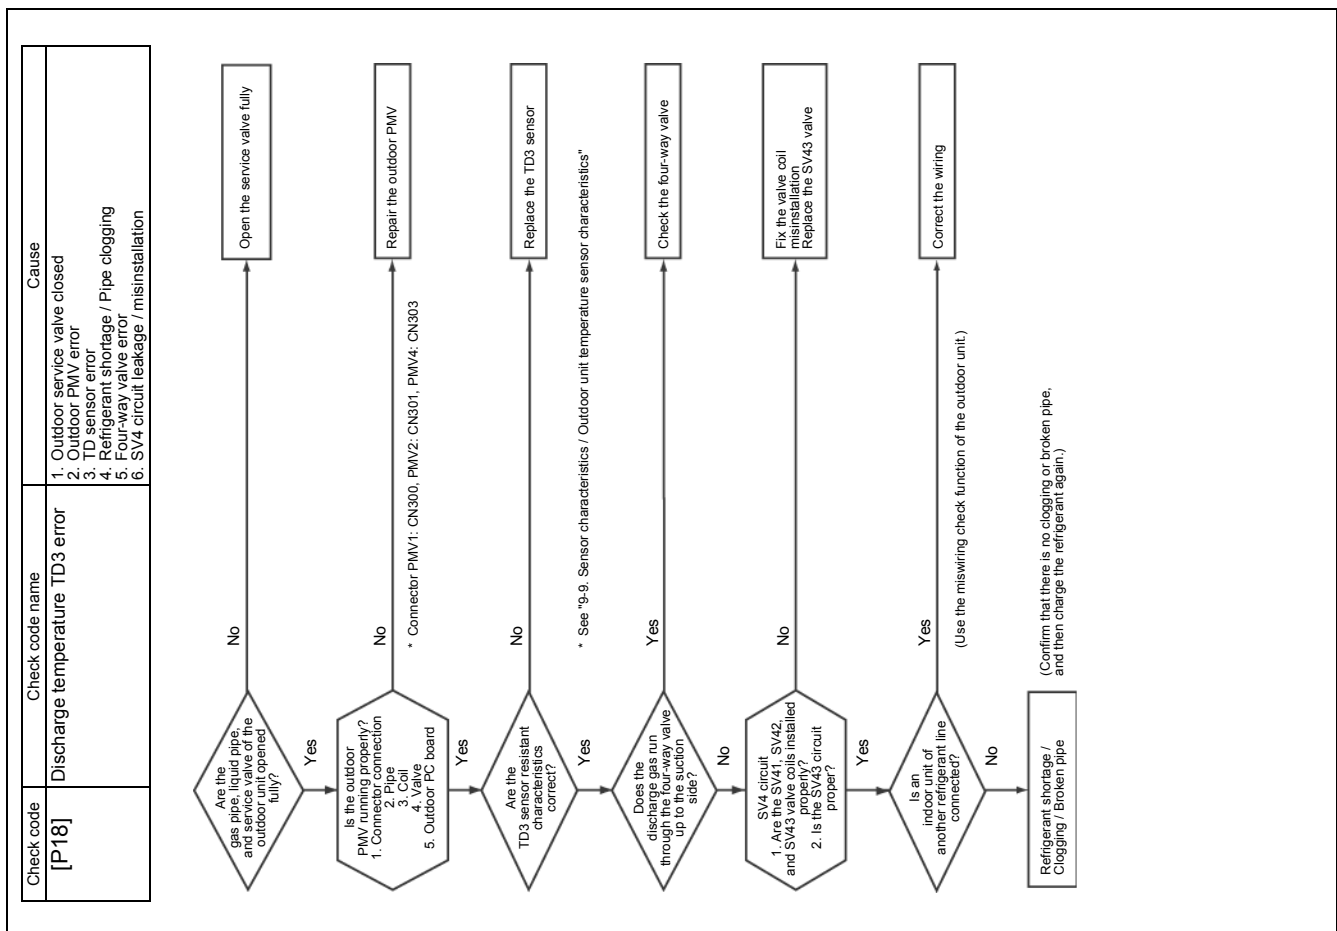 Check code
Check code name
Cause
[P18]
Discharge temperature TD3 error
1. Outdoor service valve closed
2. Outdoor PMV error
3. TD sensor error
4. Refrigerant shortage / Pipe clogging
5. Four-way valve error
6. SV4 circuit leakage / misinstallation
Are the
gas pipe, liquid pipe,
and service valve of the
outdoor unit opened
fully?
No
Open the service valve fully
Yes
Is the outdoor
PMV running properly?
1. Connector connection
2. Pipe
3. Coil
4. Valve
5. Outdoor PC board
No
Repair the outdoor PMV
* Connector PMV1: CN300, PMV2: CN301, PMV4: CN303
Yes
Are the
TD3 sensor resistant
characteristics
correct?
No
Replace the TD3 sensor
* See "9-9. Sensor characteristics / Outdoor unit temperature sensor characteristics"
Yes
Does the
discharge gas run
through the four-way valve
up to the suction
side?
Yes
Check the four-way valve
No
SV4 circuit
1. Are the SV41, SV42,
and SV43 valve coils installed
properly?
2. Is the SV43 circuit
proper?
No
Fix the valve coil
misinstallation
Replace the SV43 valve
Yes
Is an
indoor unit of
another refrigerant line
connected?
Yes
Correct the wiring
(Use the miswiring check function of the outdoor unit.)
No
Refrigerant shortage /
Clogging / Broken pipe
(Confirm that there is no clogging or broken pipe,
and then charge the refrigerant again.)